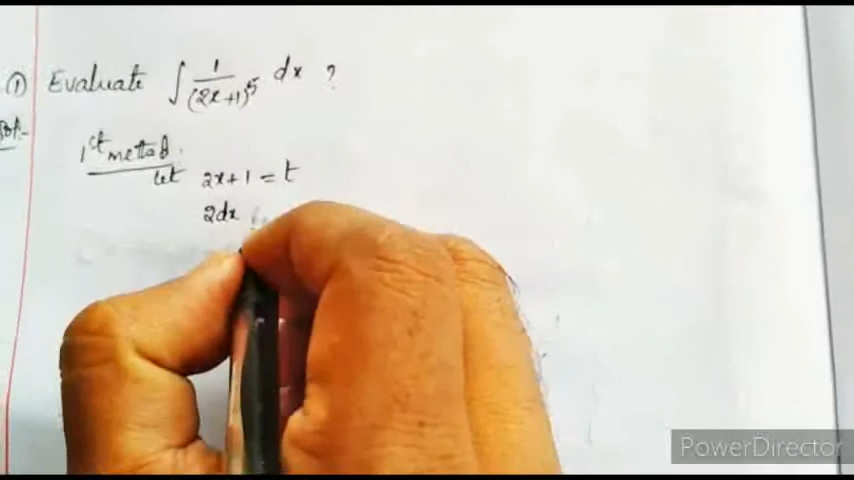 ① Evaluate ∫ 1/(2x+1)^5 dx ?
Sol:-
1st method.
let 2x+1 = t
2dx
PowerDirector